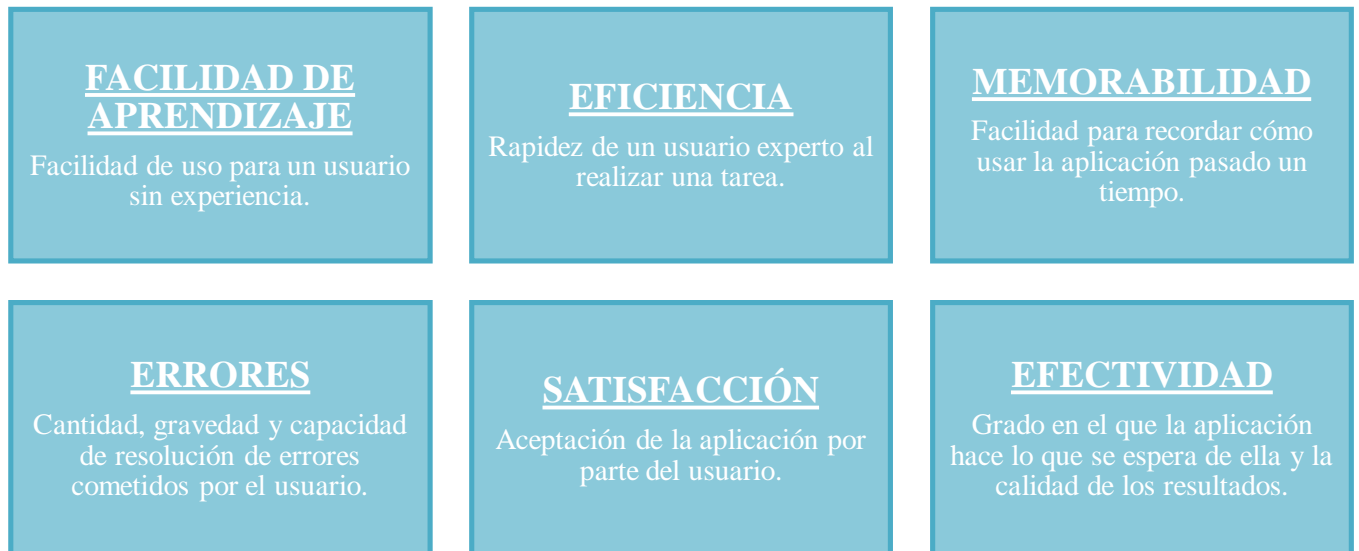 FACILIDAD DE
APRENDIZAJE
Facilidad de uso para un usuario
sin experiencia.
EFICIENCIA
Rapidez de un usuario experto al
realizar una tarea.
MEMORABILIDAD
Facilidad para recordar cómo
usar la aplicación pasado un
tiempo.
ERRORES
Cantidad, gravedad y capacidad
de resolución de errores
cometidos por el usuario.
SATISFACCIÓN
Aceptación de la aplicación por
parte del usuario.
EFECTIVIDAD
Grado en el que la aplicación
hace lo que se espera de ella y la
calidad de los resultados.